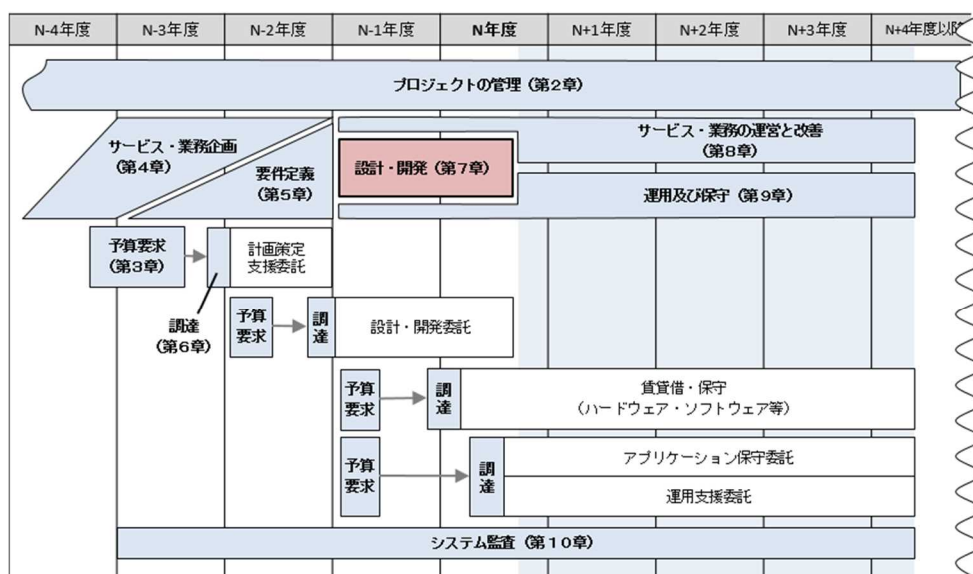 N-4年度 N-3年度 N-2年度 N-1年度 N年度 N+1年度 N+2年度 N+3年度 N+4年度以降
プロジェクトの管理（第２章）
サービス・業務企画
（第４章）
要件定義
（第５章）
設計・開発（第７章）
サービス・業務の運営と改善
（第８章）
運用及び保守（第９章）
予算要求
（第３章）
計画策定
支援委託
調達
（第６章）
予算
要求
調
達
設計・開発委託
予算
要求
調
達
賃貸借・保守
（ハードウェア・ソフトウェア等）
予算
要求
調
達
アプリケーション保守委託
運用支援委託
システム監査（第１０章）